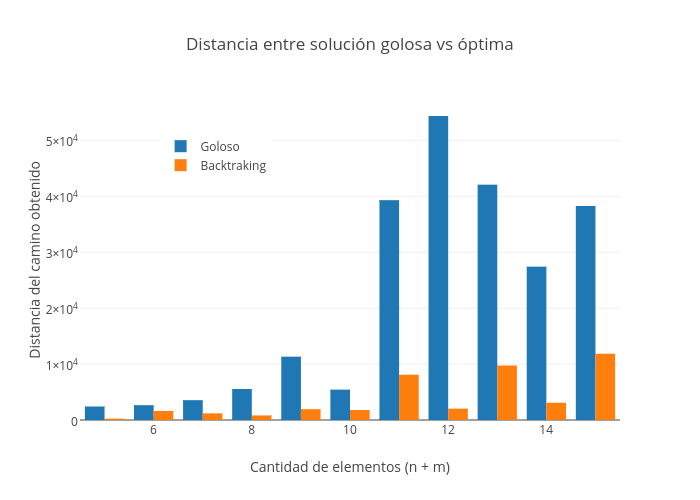 Distancia entre solución golosa vs óptima
Goloso
Backtraking
Distancia del camino obtenido
5×10⁴
4×10⁴
3×10⁴
2×10⁴
1×10⁴
0
6 8 10 12 14
Cantidad de elementos (n + m)